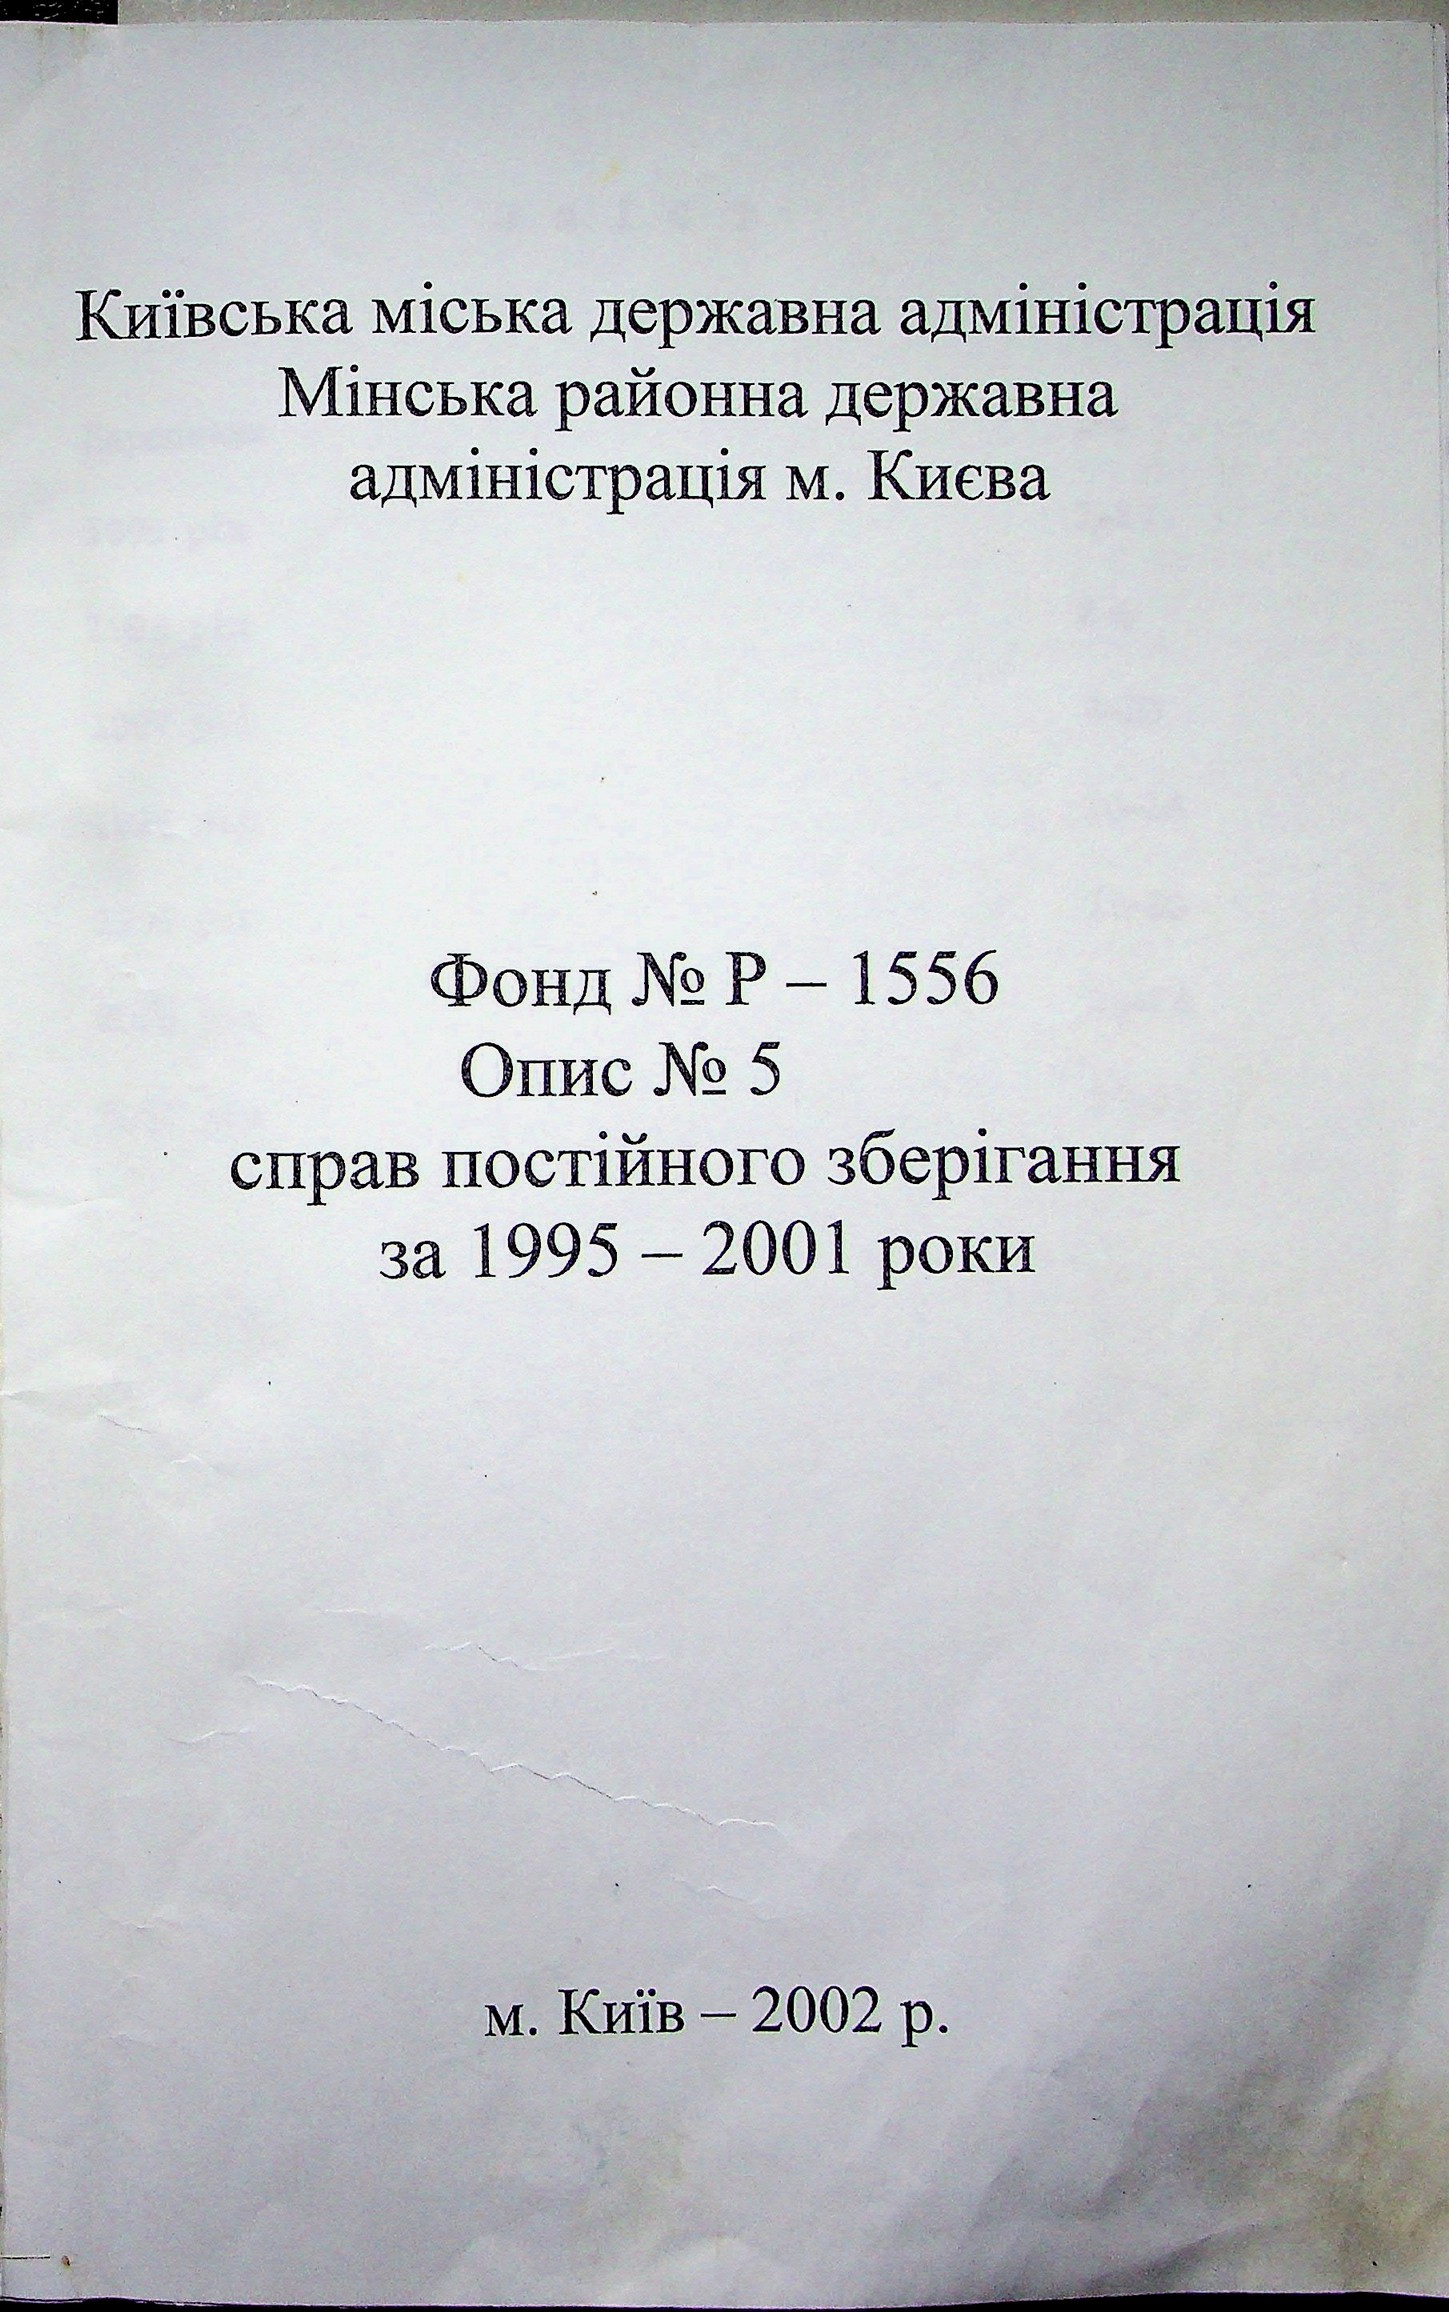 Київська міська державна адміністрація
Мінська районна державна
адміністрація м. Києва
Фонд № Р – 1556
Опис № 5
справ постійного зберігання
за 1995 – 2001 роки
м. Київ – 2002 р.